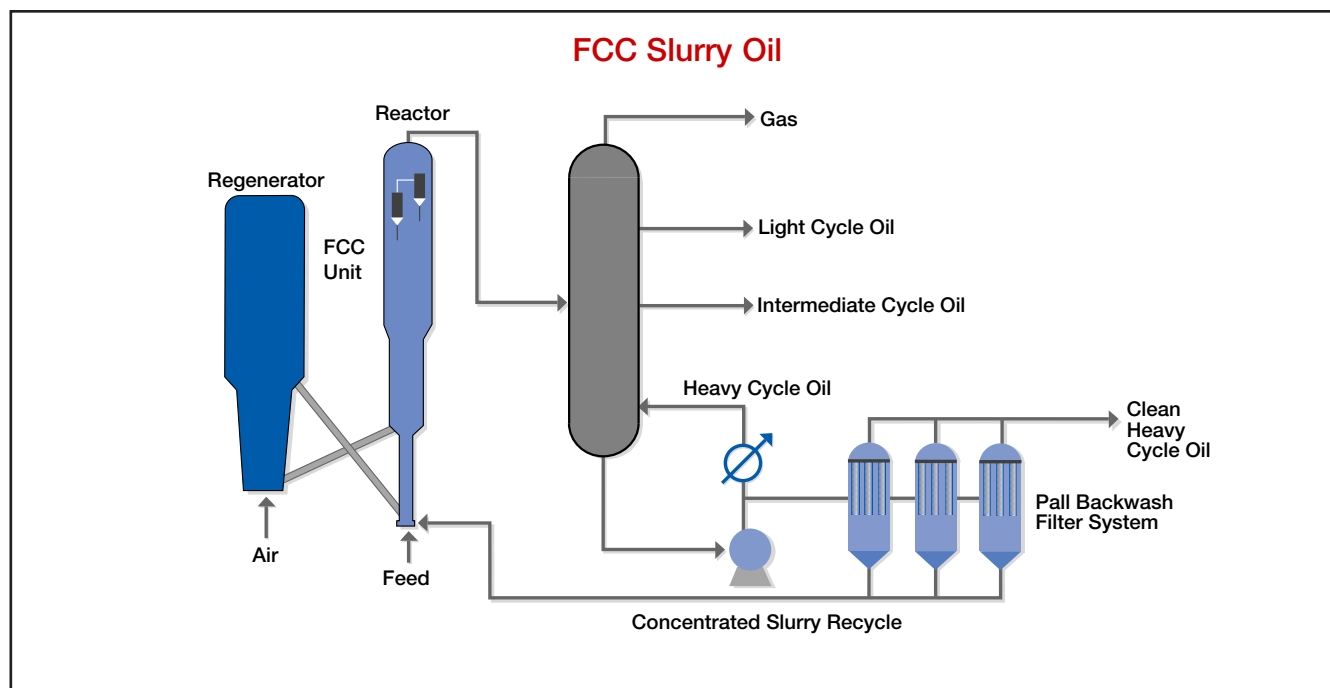 FCC Slurry Oil
Reactor
Gas
Regenerator
Light Cycle Oil
FCC
Unit
Intermediate Cycle Oil
Heavy Cycle Oil
Clean
Heavy
Cycle Oil
Pall Backwash
Filter System
Air
Feed
Concentrated Slurry Recycle